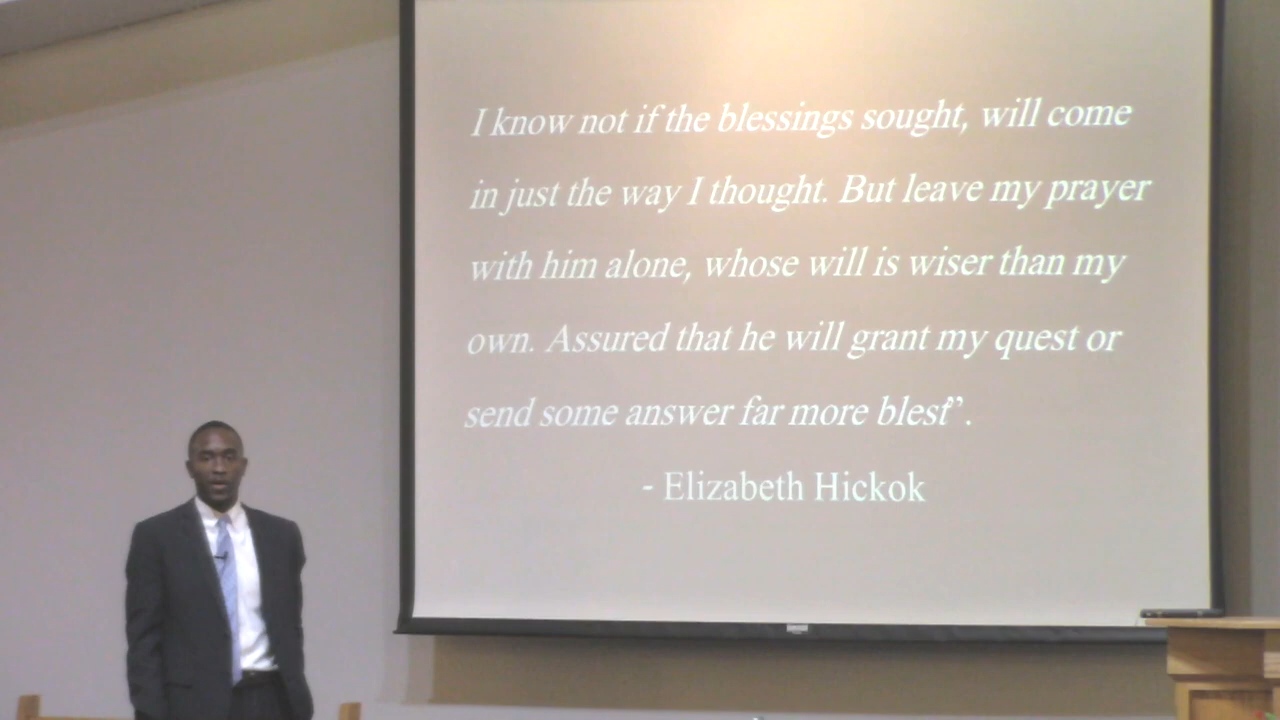 I know not if the blessings sought, will come
in just the way I thought. But leave my prayer
with him alone, whose will is wiser than my
own. Assured that he will grant my quest or
send some answer far more blest”.
- Elizabeth Hickok